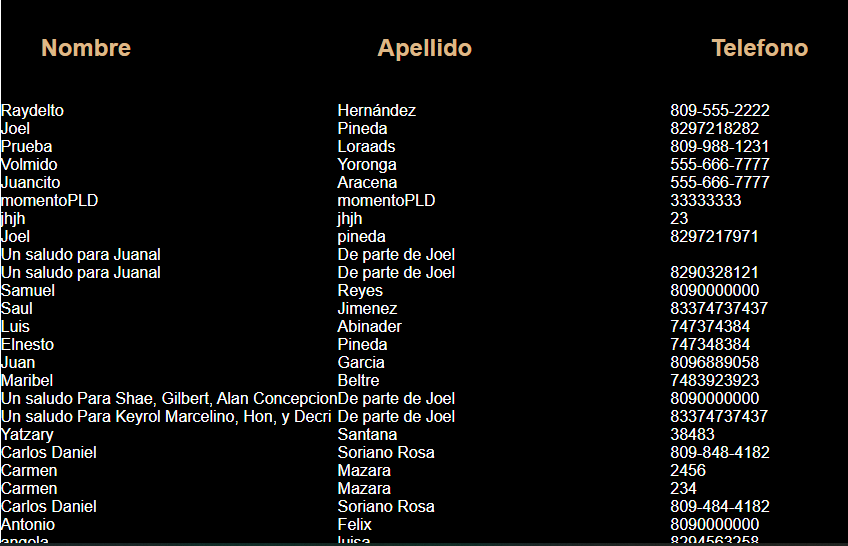 Nombre Apellido Telefono
Raydelto Hernández 809-555-2222
Joel Pineda 8297218282
Prueba Loraads 809-988-1231
Volmido Yoronga 555-666-7777
Juancito Aracena 555-666-7777
momentoPLD momentoPLD 33333333
jhjh jhjh 23
Joel pineda 8297217971
Un saludo para Juanal De parte de Joel
Un saludo para Juanal De parte de Joel 8290328121
Samuel Reyes 8090000000
Saul Jimenez 83374737437
Luis Abinader 747374384
Elnesto Pineda 747348384
Juan Garcia 8096889058
Maribel Beltre 7483923923
Un saludo Para Shae, Gilbert, Alan Concepcion De parte de Joel 8090000000
Un saludo Para Keyrol Marcelino, Hon, y Decri De parte de Joel 83374737437
Yatzary Santana 38483
Carlos Daniel Soriano Rosa 809-848-4182
Carmen Mazara 2456
Carmen Mazara 234
Carlos Daniel Soriano Rosa 809-484-4182
Antonio Felix 8090000000
angela luisa 8294563258